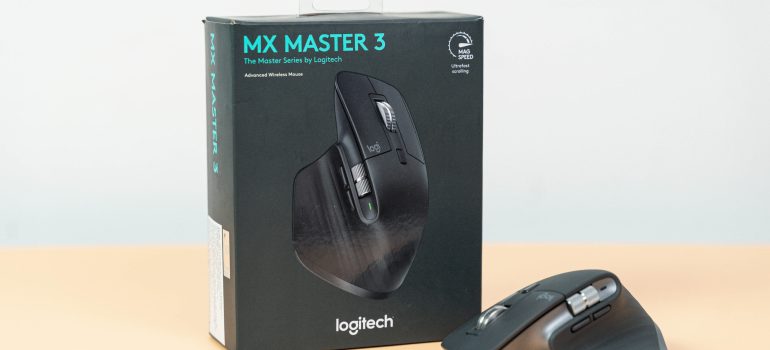 MX MASTER 3
MX MASTER 3
The Master Series by Logitech
Advanced Wireless Mouse
MAG
SPEED
Ultrafast
scrolling
logi
logitech